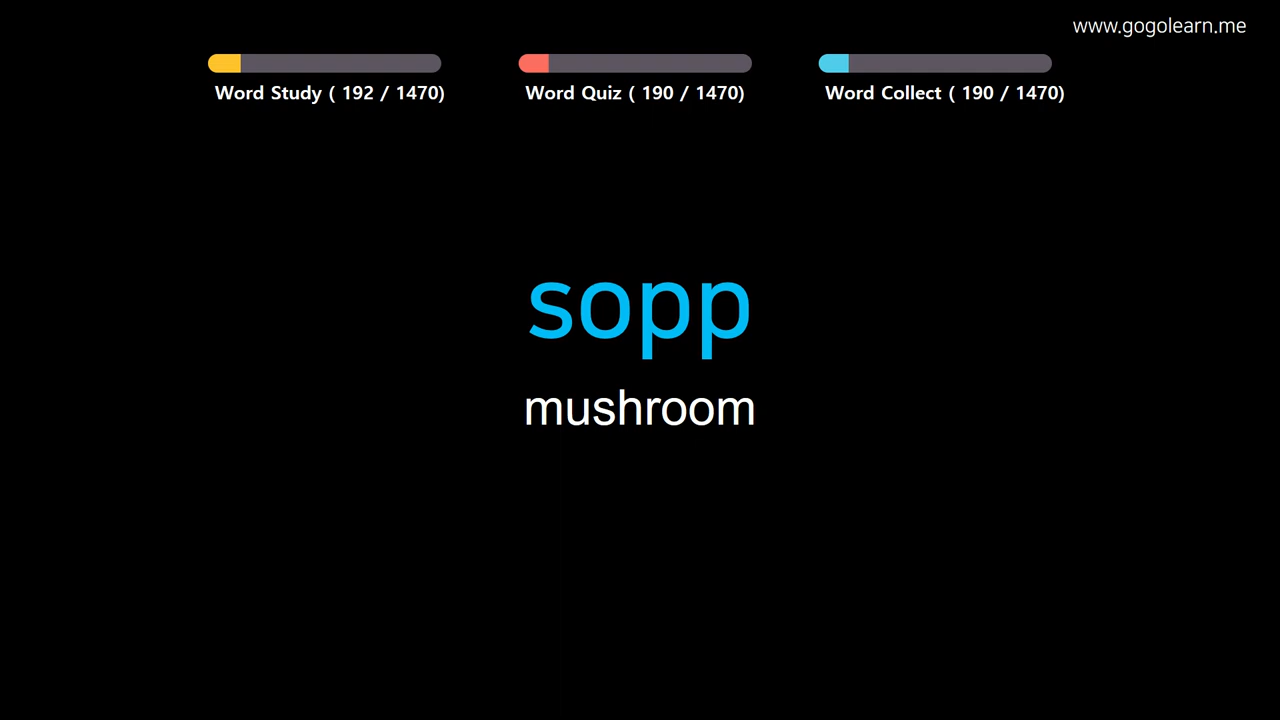 www.gogolearn.me
Word Study ( 192 / 1470)
Word Quiz ( 190 / 1470)
Word Collect ( 190 / 1470)
sopp
mushroom